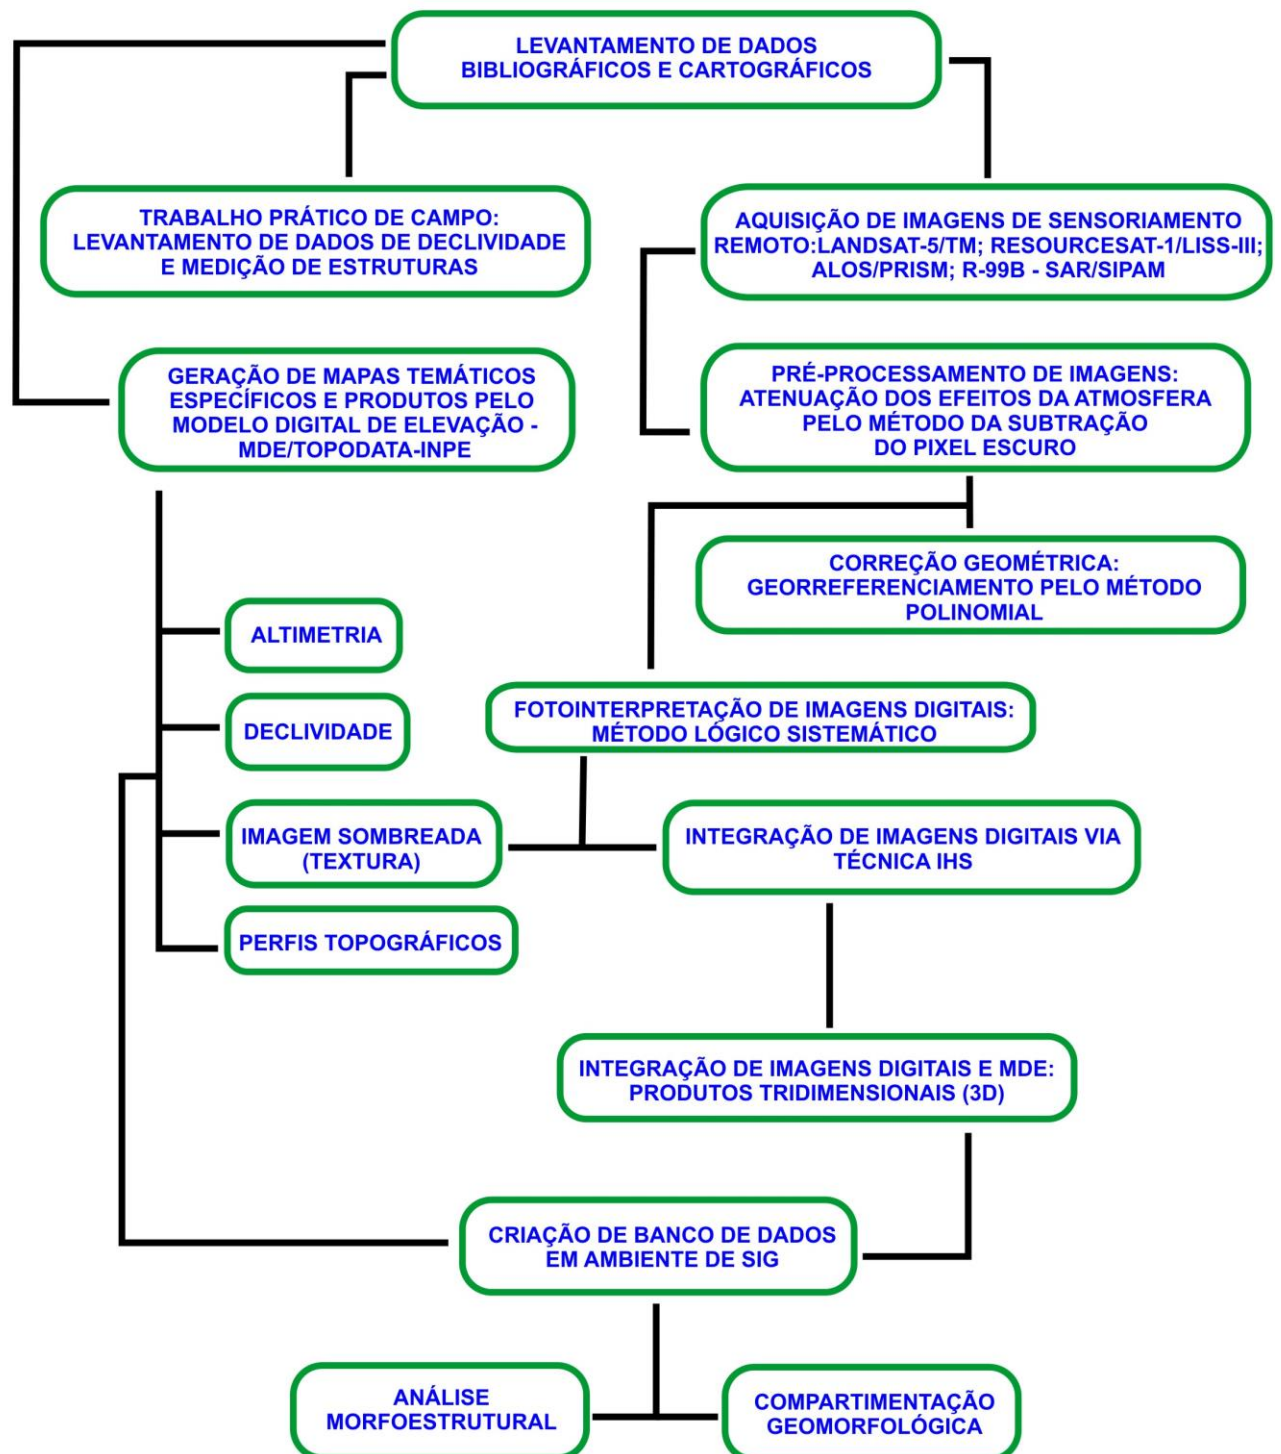 LEVANTAMENTO DE DADOS
BIBLIOGRÁFICOS E CARTOGRÁFICOS
TRABALHO PRÁTICO DE CAMPO:
LEVANTAMENTO DE DADOS DE DECLIVIDADE
E MEDIÇÃO DE ESTRUTURAS
AQUISIÇÃO DE IMAGENS DE SENSORIAMENTO
REMOTO:LANDSAT-5/TM; RESOURCESAT-1/LISS-III;
ALOS/PRISM; R-99B - SAR/SIPAM
GERAÇÃO DE MAPAS TEMÁTICOS
ESPECÍFICOS E PRODUTOS PELO
MODELO DIGITAL DE ELEVAÇÃO -
MDE/TOPODATA-INPE
PRÉ-PROCESSAMENTO DE IMAGENS:
ATENUAÇÃO DOS EFEITOS DA ATMOSFERA
PELO MÉTODO DA SUBTRAÇÃO
DO PIXEL ESCURO
CORREÇÃO GEOMÉTRICA:
GEORREFERENCIAMENTO PELO MÉTODO
POLINOMIAL
ALTIMETRIA
DECLIVIDADE
FOTOINTERPRETAÇÃO DE IMAGENS DIGITAIS:
MÉTODO LÓGICO SISTEMÁTICO
IMAGEM SOMBREADA
(TEXTURA)
INTEGRAÇÃO DE IMAGENS DIGITAIS VIA
TÉCNICA IHS
PERFIS TOPOGRÁFICOS
INTEGRAÇÃO DE IMAGENS DIGITAIS E MDE:
PRODUTOS TRIDIMENSIONAIS (3D)
CRIAÇÃO DE BANCO DE DADOS
EM AMBIENTE DE SIG
ANÁLISE
MORFOESTRUTURAL
COMPARTIMENTAÇÃO
GEOMORFOLÓGICA